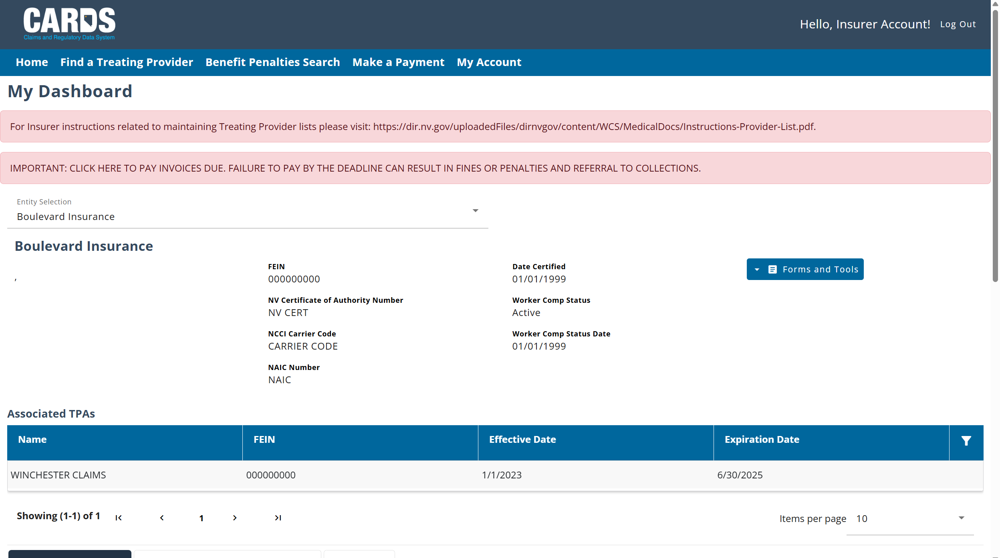 CARDS
Claims and Regulatory Data System
Hello, Insurer Account! Log Out
Home Find a Treating Provider Benefit Penalties Search Make a Payment My Account
My Dashboard
For Insurer instructions related to maintaining Treating Provider lists please visit: https://dir.nv.gov/uploadedFiles/dirnvgov/content/WCS/MedicalDocs/Instructions-Provider-List.pdf.
IMPORTANT: CLICK HERE TO PAY INVOICES DUE. FAILURE TO PAY BY THE DEADLINE CAN RESULT IN FINES OR PENALTIES AND REFERRAL TO COLLECTIONS.
Entity Selection
Boulevard Insurance
Boulevard Insurance
,
FEIN
000000000
NV Certificate of Authority Number
NV CERT
NCCI Carrier Code
CARRIER CODE
NAIC Number
NAIC
Date Certified
01/01/1999
Worker Comp Status
Active
Worker Comp Status Date
01/01/1999
Forms and Tools
Associated TPAs
Name FEIN Effective Date Expiration Date
WINCHESTER CLAIMS 000000000 1/1/2023 6/30/2025
Showing (1-1) of 1 1 Items per page 10